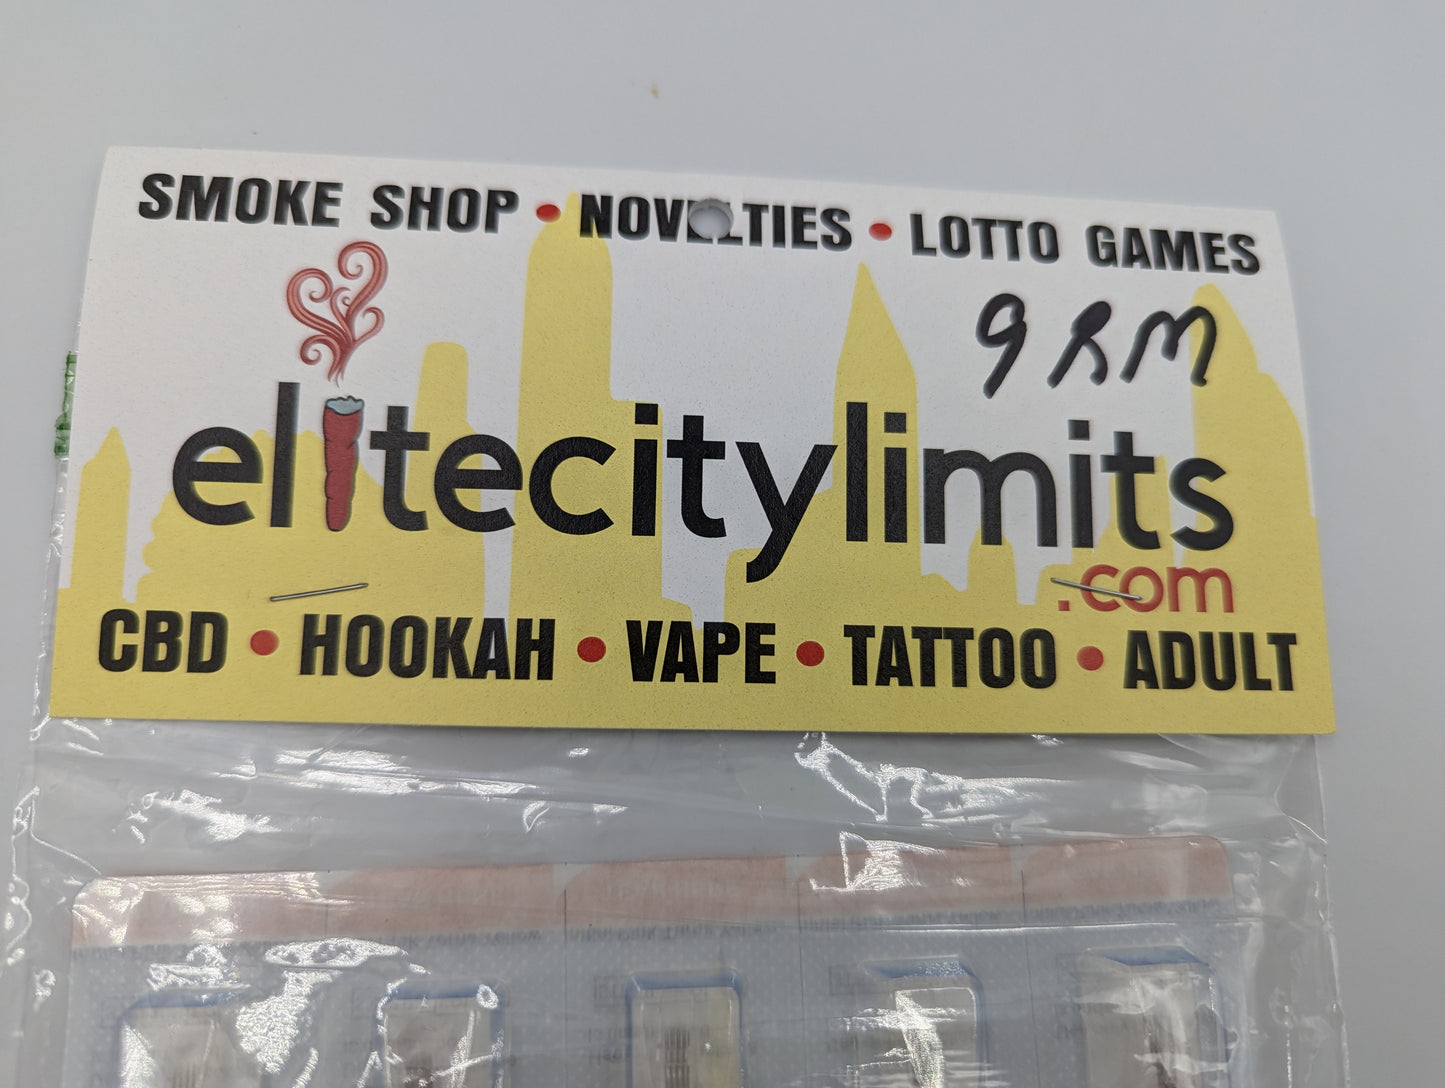 SMOKE SHOP • NOVELTIES • LOTTO GAMES
9RM
elitecitylimits
.com
CBD • HOOKAH • VAPE • TATTOO • ADULT